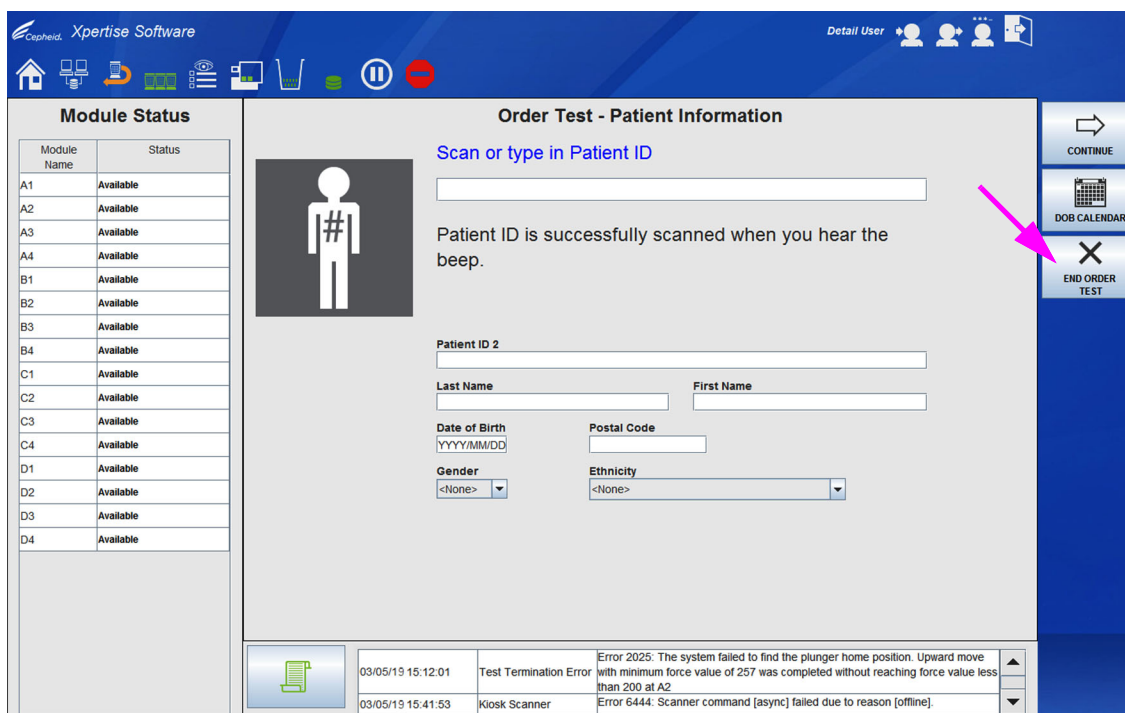 Cepheid. Xpertise Software
Detail User
Module Status
Order Test - Patient Information
Module Name
Status
A1 Available
A2 Available
A3 Available
A4 Available
B1 Available
B2 Available
B3 Available
B4 Available
C1 Available
C2 Available
C3 Available
C4 Available
D1 Available
D2 Available
D3 Available
D4 Available
Scan or type in Patient ID
#
Patient ID is successfully scanned when you hear the
beep.
Patient ID 2
Last Name
First Name
Date of Birth
Postal Code
YYYY/MM/DD
Gender
Ethnicity
<None>
<None>
CONTINUE
DOB CALENDAR
END ORDER
TEST
03/05/19 15:12:01 Test Termination Error
Error 2025: The system failed to find the plunger home position. Upward move
with minimum force value of 257 was completed without reaching force value less
than 200 at A2
03/05/19 15:41:53 Kiosk Scanner Error 6444: Scanner command [async] failed due to reason [offline].